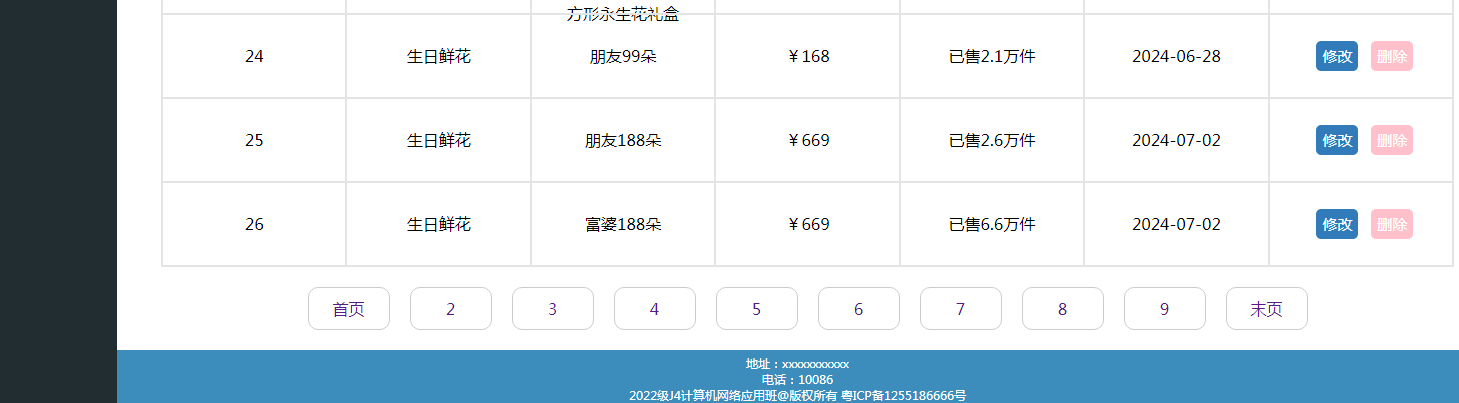 方形永生花礼盒
24 生日鲜花 朋友99朵 ￥168 已售2.1万件 2024-06-28 修改 删除
25 生日鲜花 朋友188朵 ￥669 已售2.6万件 2024-07-02 修改 删除
26 生日鲜花 富婆188朵 ￥669 已售6.6万件 2024-07-02 修改 删除
首页 2 3 4 5 6 7 8 9 末页
地址：xxxxxxxxxxx
电话：10086
2022级J4计算机网络应用班@版权所有 粤ICP备1255186666号